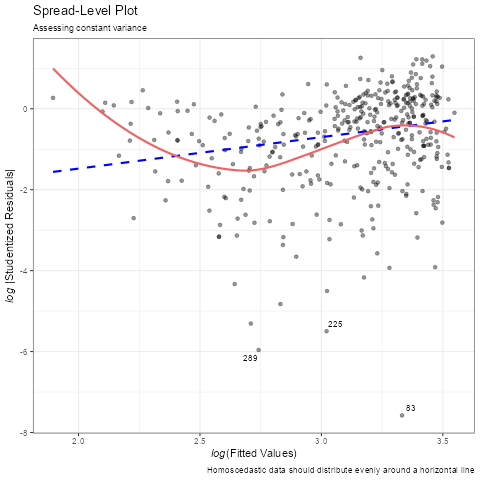 Spread-Level Plot
Assessing constant variance
log |Studentized Residuals|
0
-2
-4
-6
-8
225
289
83
2.0
2.5
3.0
3.5
log(Fitted Values)
Homoscedastic data should distribute evenly around a horizontal line